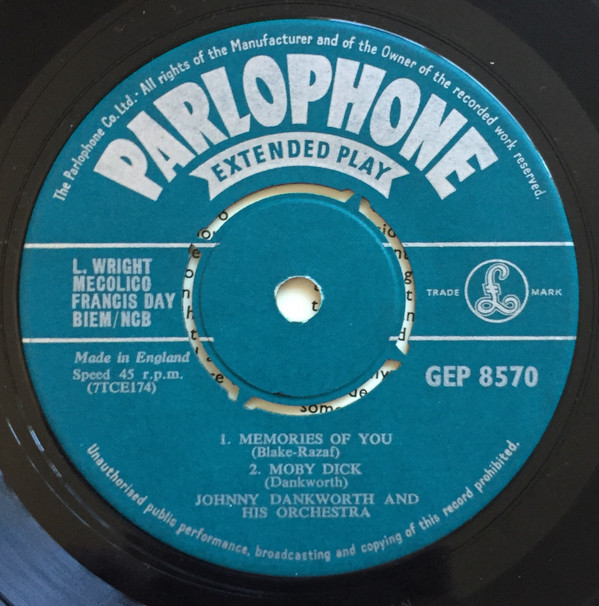 The Parlophone Co. Ltd. - All rights of the Manufacturer and of the Owner of the recorded work reserved.
PARLOPHONE
EXTENDED PLAY
L. WRIGHT
MECOLICO
FRANCIS DAY
BIEM/NCB
TRADE MARK
Made in England
Speed 45 r.p.m.
(7TCE174)
GEP 8570
1. MEMORIES OF YOU
(Blake-Razaf)
2. MOBY DICK
(Dankworth)
JOHNNY DANKWORTH AND
HIS ORCHESTRA
Unauthorised public performance, broadcasting and copying of this record prohibited.